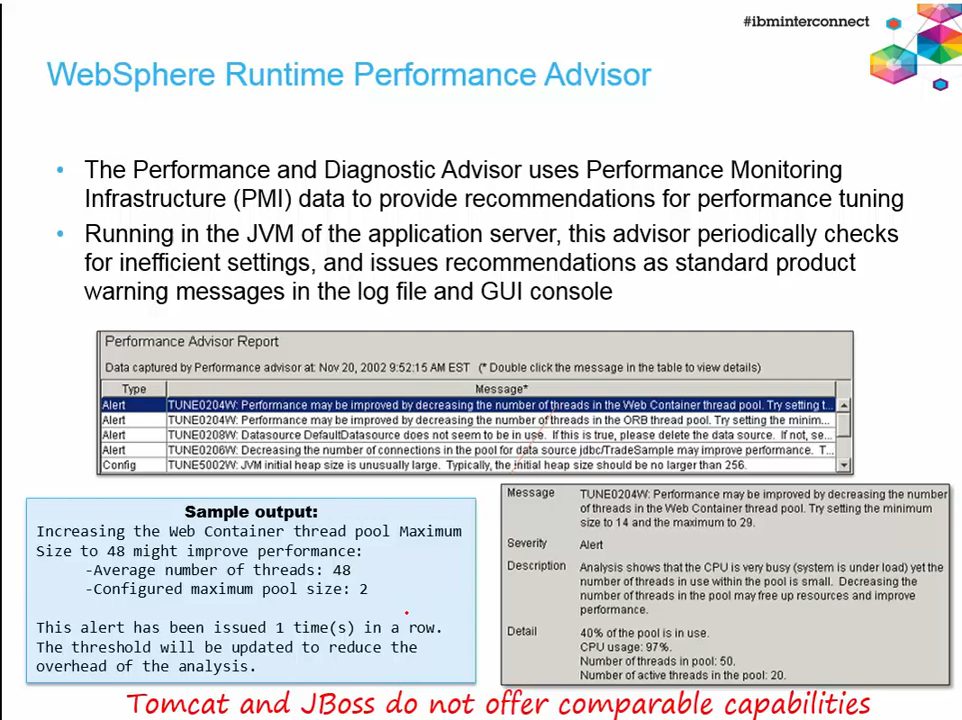 #ibminterconnect
WebSphere Runtime Performance Advisor
• The Performance and Diagnostic Advisor uses Performance Monitoring
Infrastructure (PMI) data to provide recommendations for performance tuning
• Running in the JVM of the application server, this advisor periodically checks
for inefficient settings, and issues recommendations as standard product
warning messages in the log file and GUI console
Performance Advisor Report
Data captured by Performance advisor at: Nov 20, 2002 9:52:15 AM EST (* Double click the message in the table to view details)
Type Message*
Alert TUNE0204W: Performance may be improved by decreasing the number of threads in the Web Container thread pool. Try setting t...
Alert TUNE0204W: Performance may be improved by decreasing the number of threads in the ORB thread pool. Try setting the minim...
Alert TUNE0208W: Datasource DefaultDatasource does not seem to be in use. If this is true, please delete the data source. If not, se...
Alert TUNE0206W: Decreasing the number of connections in the pool for data source jdbc/TradeSample may improve performance. T...
Config TUNE5002W: JVM initial heap size is unusually large. Typically, the initial heap size should be no larger than 256.
Sample output:
Increasing the Web Container thread pool Maximum
Size to 48 might improve performance:
-Average number of threads: 48
-Configured maximum pool size: 2
This alert has been issued 1 time(s) in a row.
The threshold will be updated to reduce the
overhead of the analysis.
Message TUNE0204W: Performance may be improved by decreasing the number
of threads in the Web Container thread pool. Try setting the minimum
size to 14 and the maximum to 29.
Severity Alert
Description Analysis shows that the CPU is very busy (system is under load) yet the
number of threads in use within the pool is small. Decreasing the
number of threads in the pool may free up resources and improve
performance.
Detail 40% of the pool is in use.
CPU usage: 97%.
Number of threads in pool: 50.
Number of active threads in the pool: 20.
Tomcat and JBoss do not offer comparable capabilities